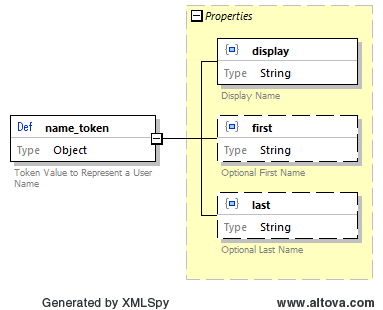 Properties
display
Type String
Display Name
Def name_token
Type Object
Token Value to Represent a User
Name
first
Type String
Optional First Name
last
Type String
Optional Last Name
Generated by XMLSpy
www.altova.com